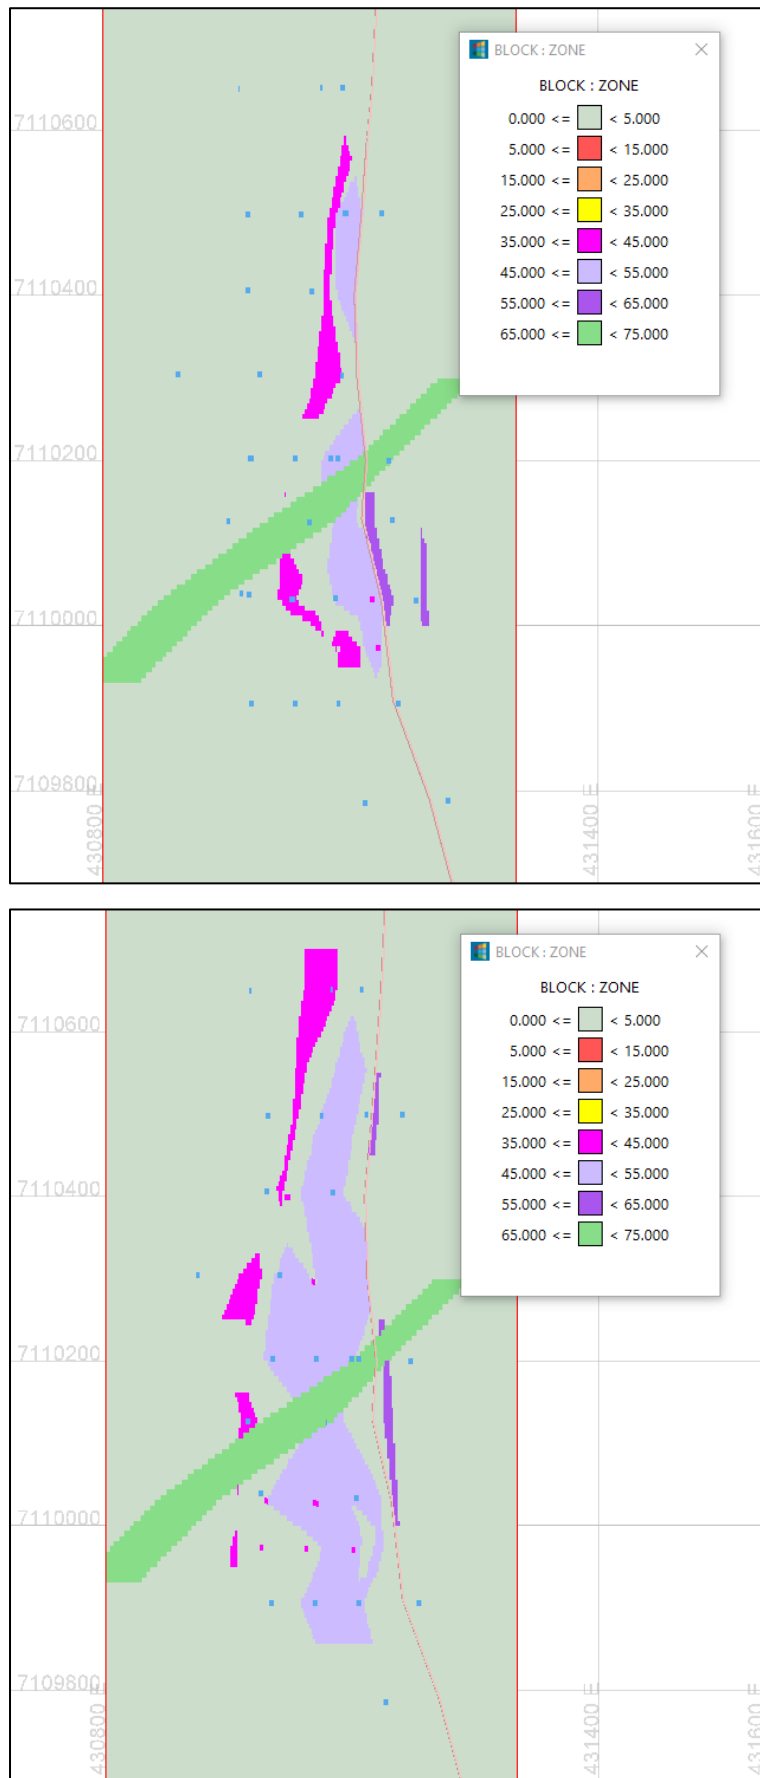 BLOCK : ZONE
BLOCK : ZONE
0.000 <= < 5.000
5.000 <= < 15.000
15.000 <= < 25.000
25.000 <= < 35.000
35.000 <= < 45.000
45.000 <= < 55.000
55.000 <= < 65.000
65.000 <= < 75.000
7110600
7110400
7110200
7110000
7109800
430800 E
431400 E
431600
BLOCK : ZONE
BLOCK : ZONE
0.000 <= < 5.000
5.000 <= < 15.000
15.000 <= < 25.000
25.000 <= < 35.000
35.000 <= < 45.000
45.000 <= < 55.000
55.000 <= < 65.000
65.000 <= < 75.000
7110600
7110400
7110200
7110000
7109800
430800 E
431400 E
431600